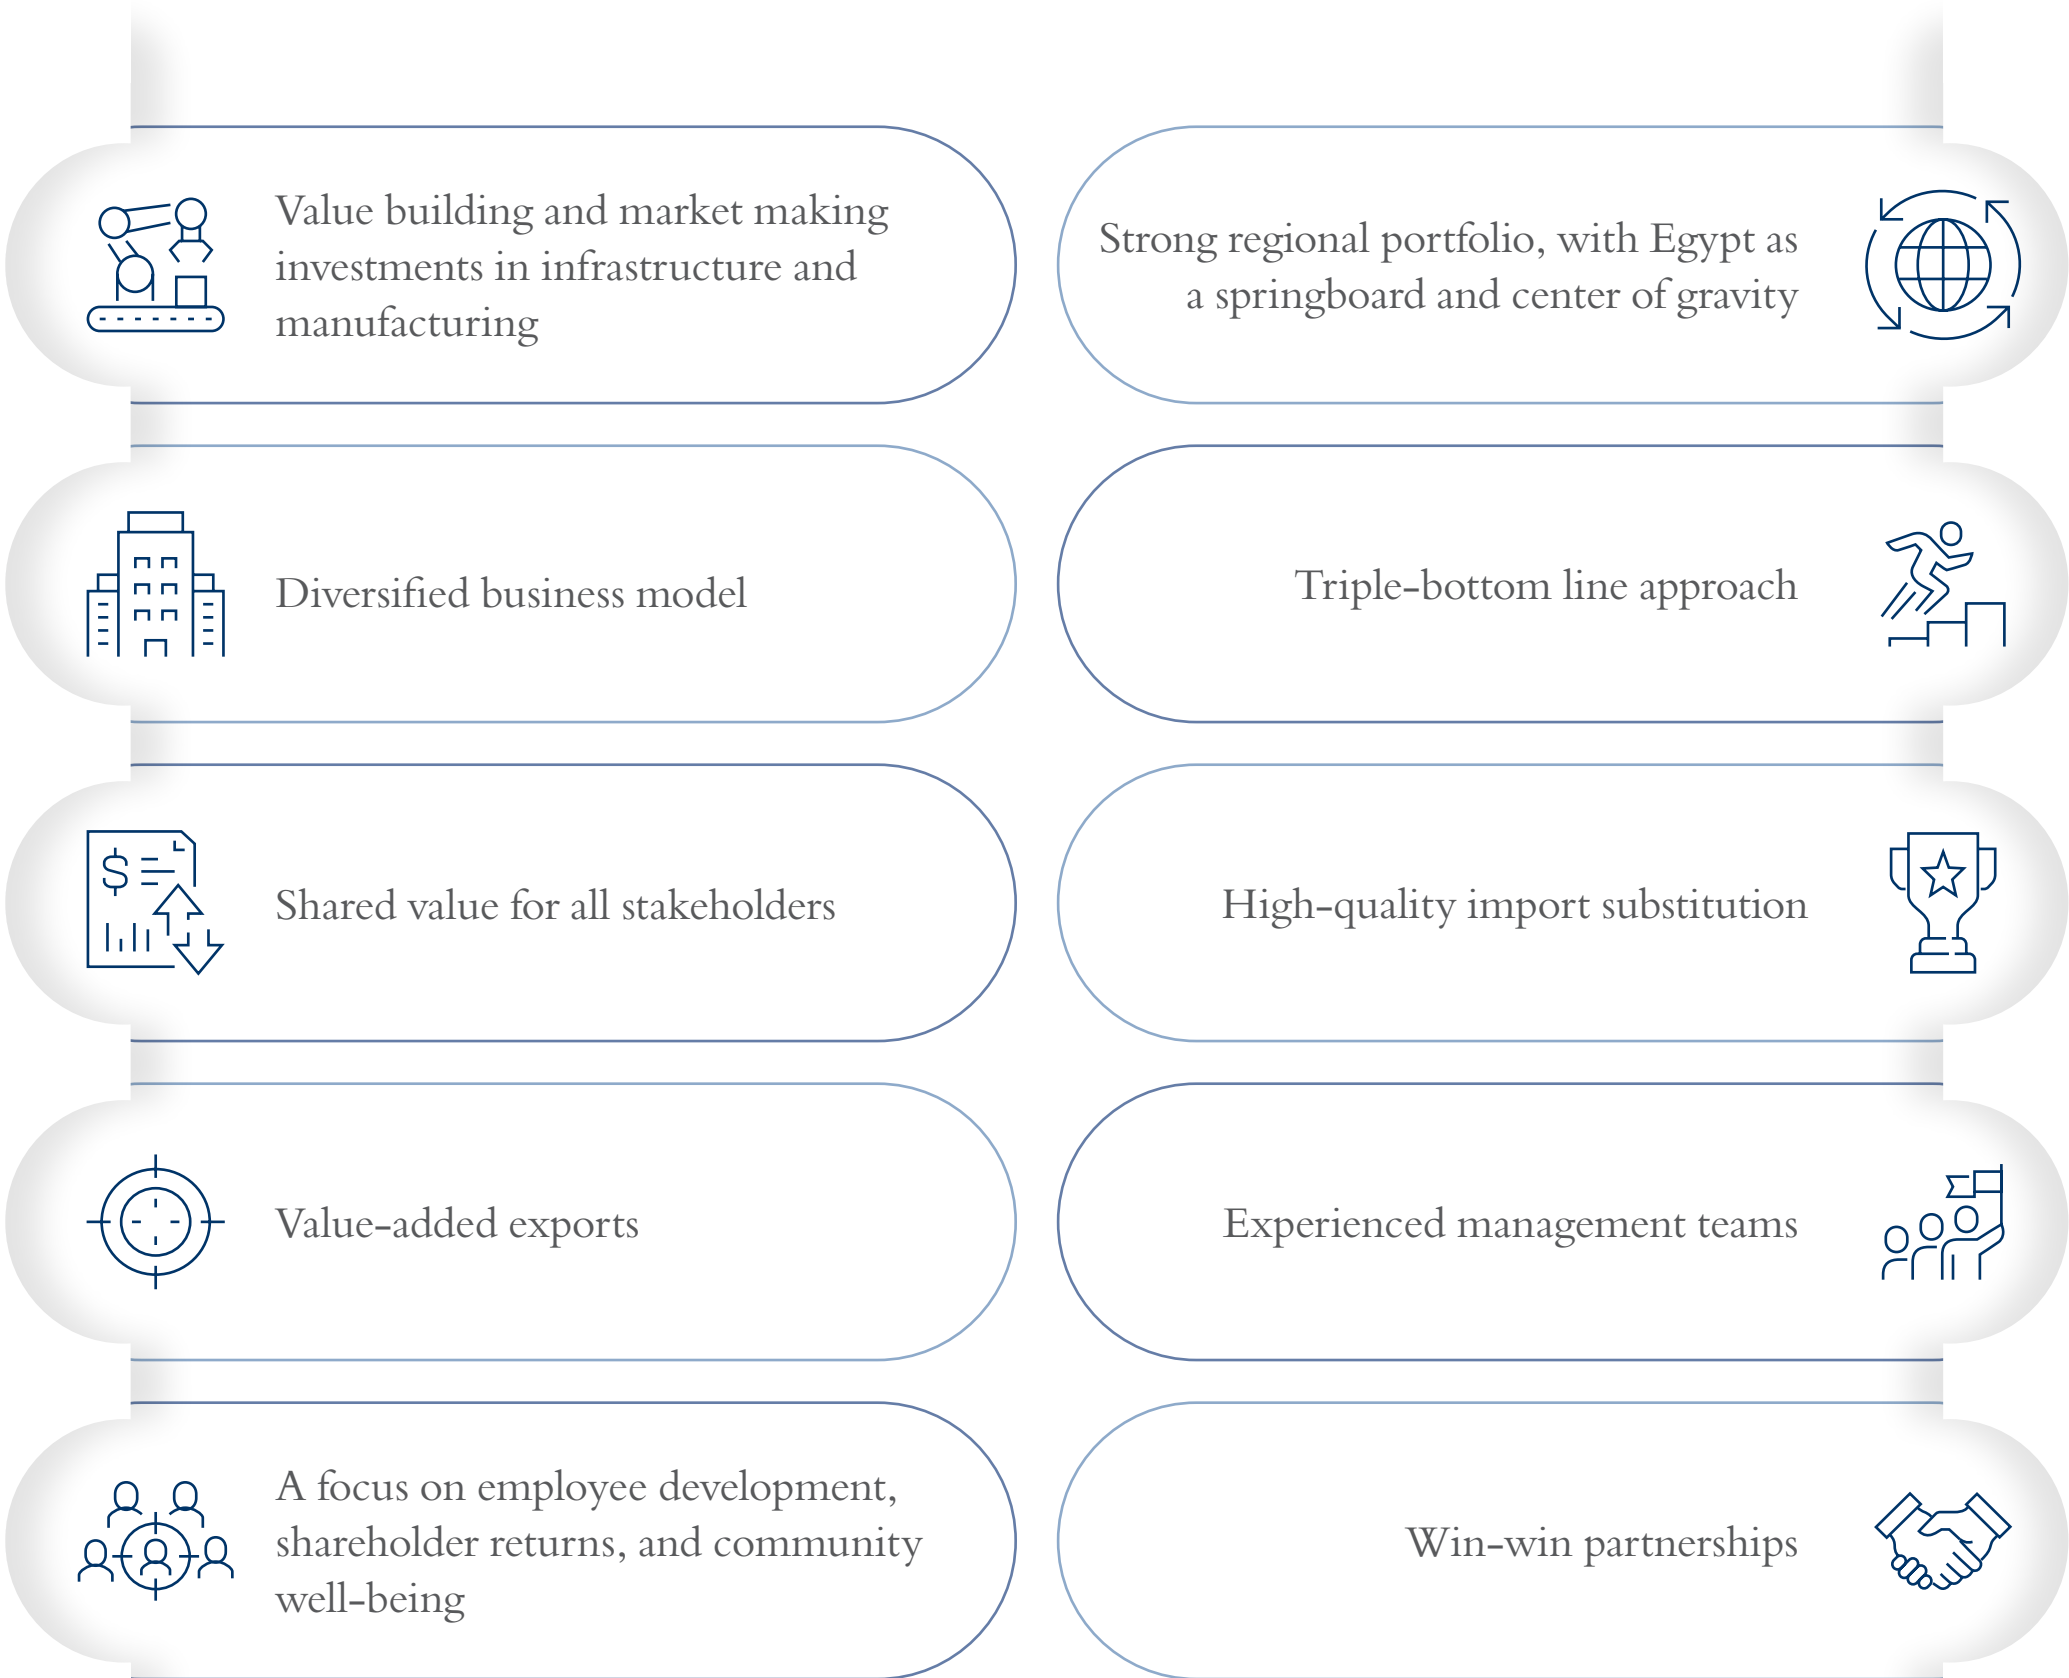 Value building and market making
investments in infrastructure and
manufacturing
Strong regional portfolio, with Egypt as
a springboard and center of gravity
Diversified business model
Triple-bottom line approach
$
Shared value for all stakeholders
High-quality import substitution
Value-added exports
Experienced management teams
A focus on employee development,
shareholder returns, and community
well-being
Win-win partnerships